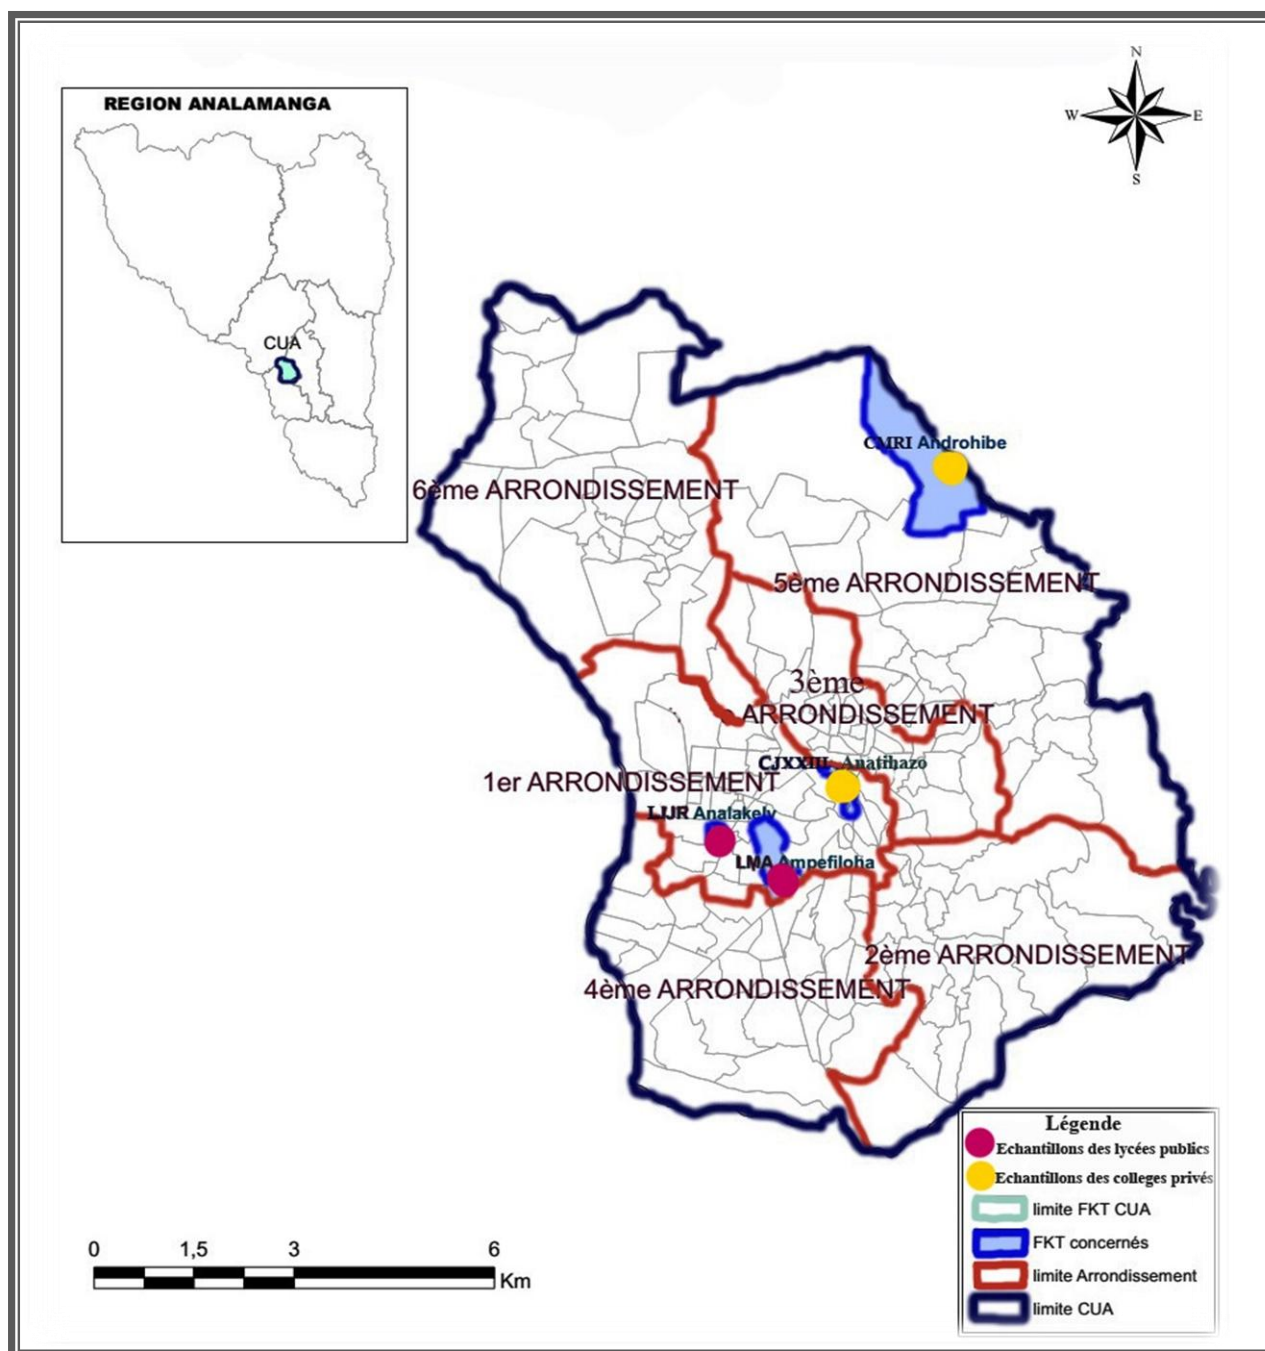 REGION ANALAMANGA
CUA
N
W
E
S
CMRI Androhibe
6ème ARRONDISSEMENT
5ème ARRONDISSEMENT
3ème
ARRONDISSEMENT
CJXXIII Anatihazo
1er ARRONDISSEMENT
LJJR Analakely
LMA Ampefiloha
2ème ARRONDISSEMENT
4ème ARRONDISSEMENT
Légende
Echantillons des lycées publics
Echantillons des colleges privés
limite FKT CUA
FKT concernés
limite Arrondissement
limite CUA
0 1,5 3 6
Km